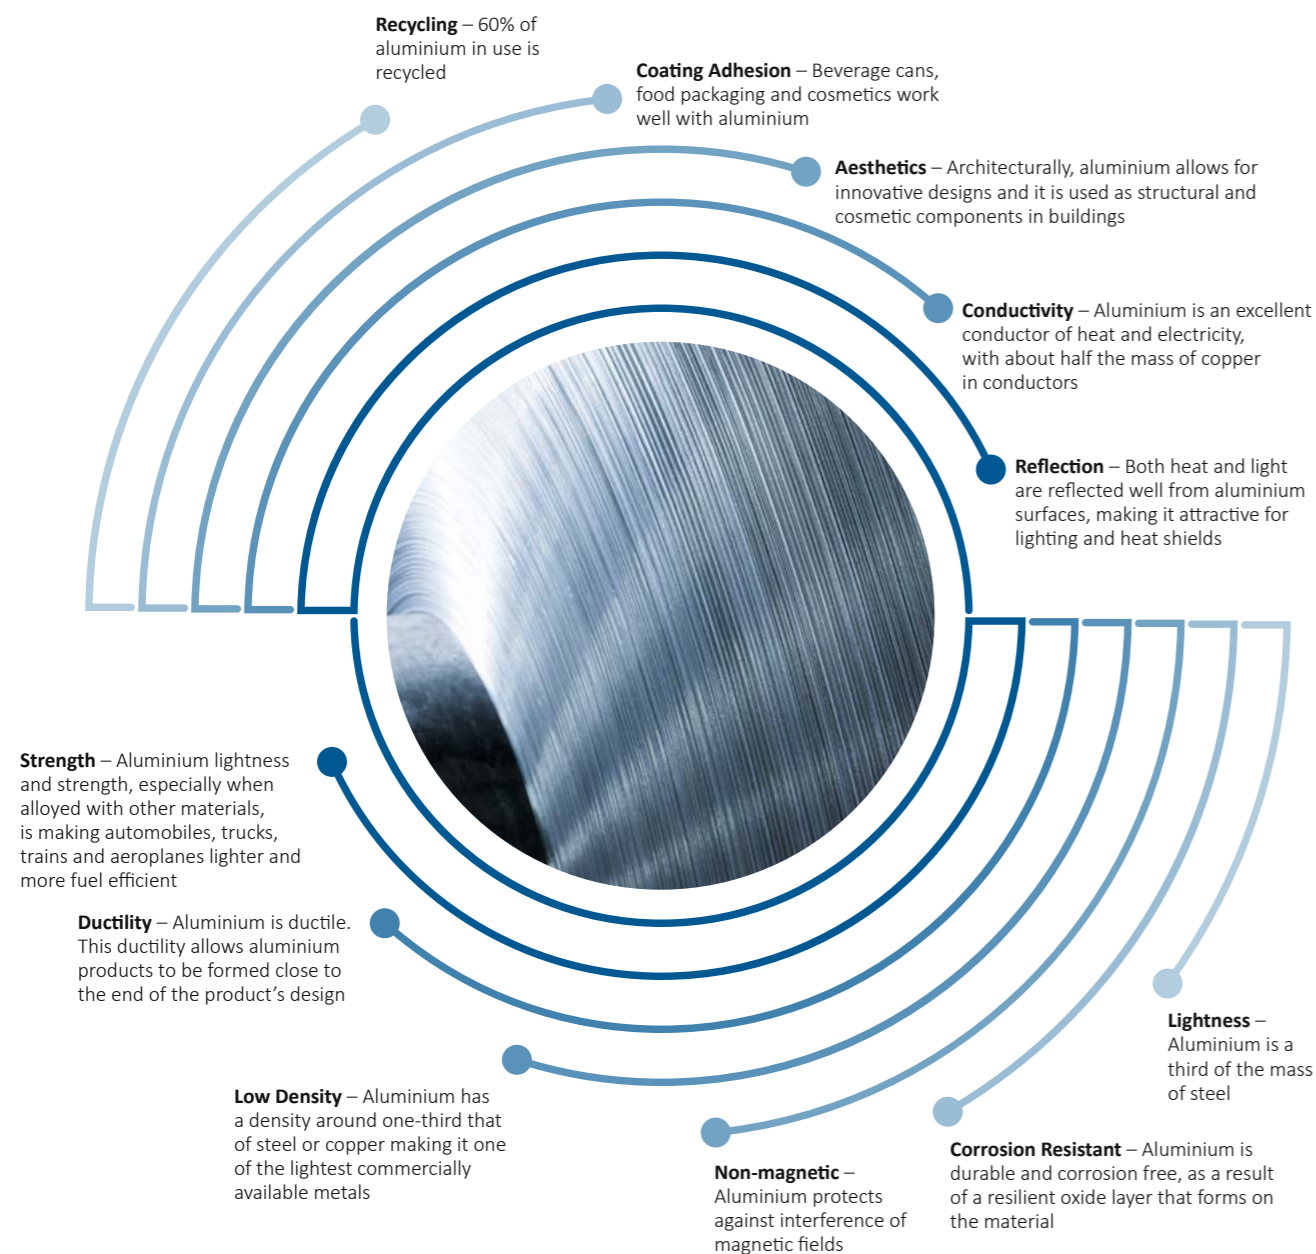 Recycling – 60% of
aluminium in use is
recycled
Coating Adhesion – Beverage cans,
food packaging and cosmetics work
well with aluminium
Aesthetics – Architecturally, aluminium allows for
innovative designs and it is used as structural and
cosmetic components in buildings
Conductivity – Aluminium is an excellent
conductor of heat and electricity,
with about half the mass of copper
in conductors
Reflection – Both heat and light
are reflected well from aluminium
surfaces, making it attractive for
lighting and heat shields
Strength – Aluminium lightness
and strength, especially when
alloyed with other materials,
is making automobiles, trucks,
trains and aeroplanes lighter and
more fuel efficient
Ductility – Aluminium is ductile.
This ductility allows aluminium
products to be formed close to
the end of the product's design
Low Density – Aluminium has
a density around one-third that
of steel or copper making it one
of the lightest commercially
available metals
Non-magnetic –
Aluminium protects
against interference of
magnetic fields
Corrosion Resistant – Aluminium is
durable and corrosion free, as a result
of a resilient oxide layer that forms on
the material
Lightness –
Aluminium is a
third of the mass
of steel